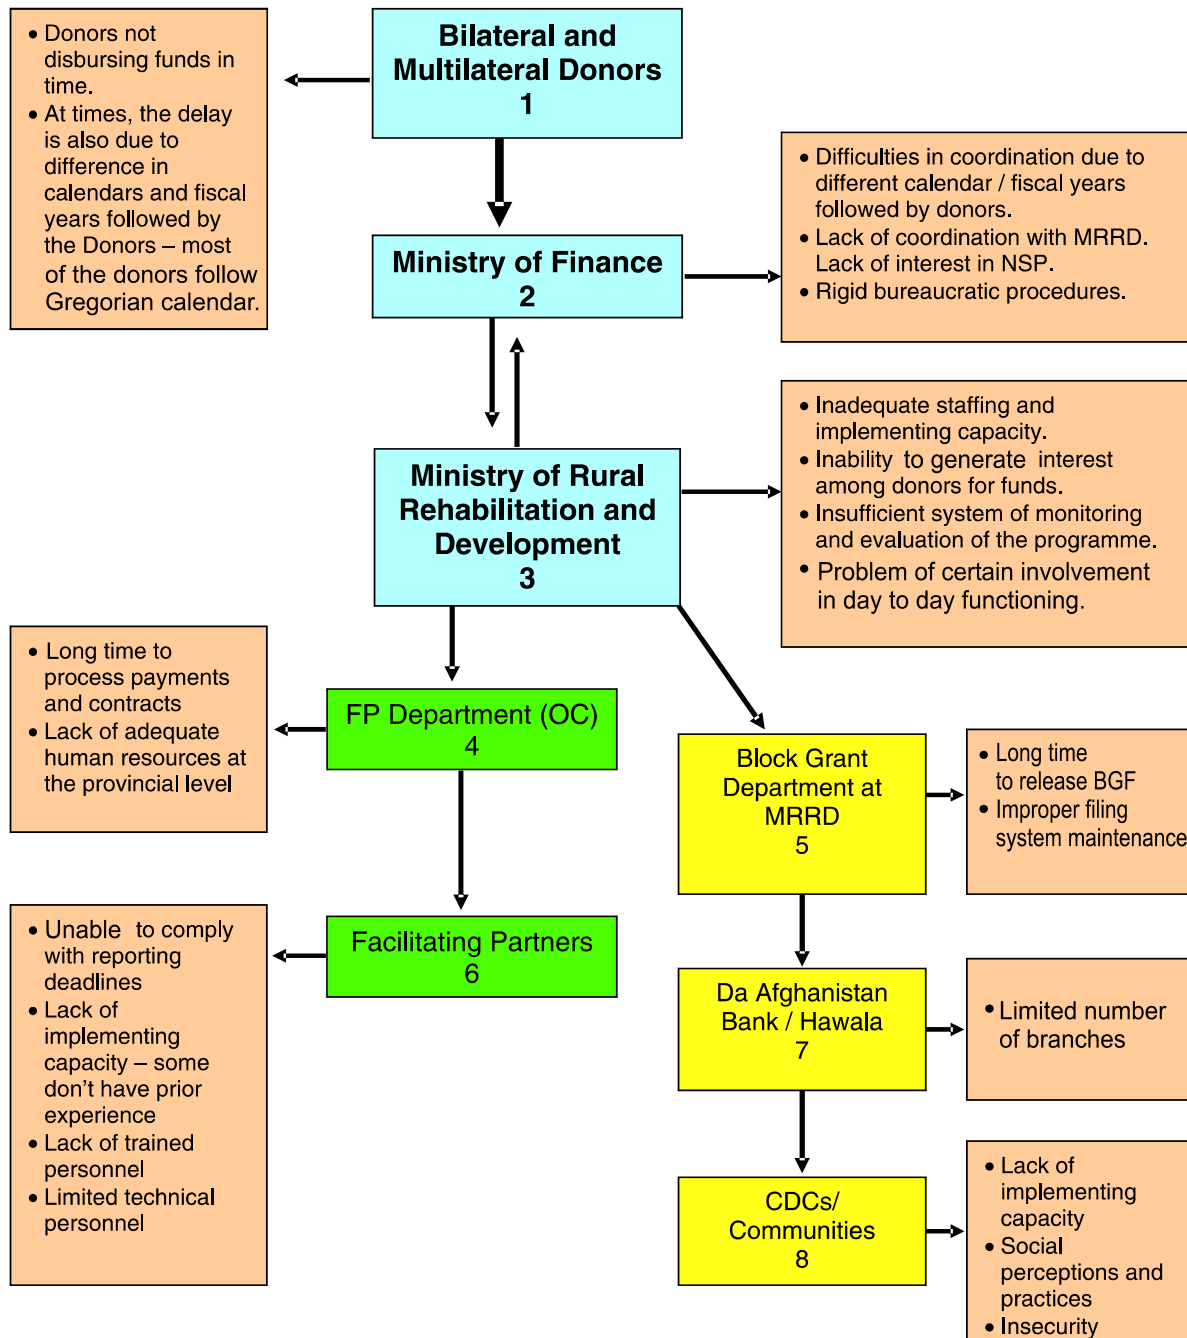 • Donors not
disbursing funds in
time.
• At times, the delay
is also due to
difference in
calendars and fiscal
years followed by
the Donors – most
of the donors follow
Gregorian calendar.
Bilateral and
Multilateral Donors
1
• Difficulties in coordination due to
different calendar / fiscal years
followed by donors.
• Lack of coordination with MRRD.
Lack of interest in NSP.
• Rigid bureaucratic procedures.
Ministry of Finance
2
• Inadequate staffing and
implementing capacity.
• Inability to generate interest
among donors for funds.
• Insufficient system of monitoring
and evaluation of the programme.
• Problem of certain involvement
in day to day functioning.
Ministry of Rural
Rehabilitation and
Development
3
• Long time to
process payments
and contracts
• Lack of adequate
human resources at
the provincial level
FP Department (OC)
4
Block Grant
Department at
MRRD
5
• Long time
to release BGF
• Improper filing
system maintenance
• Unable to comply
with reporting
deadlines
• Lack of
implementing
capacity – some
don't have prior
experience
• Lack of trained
personnel
• Limited technical
personnel
Facilitating Partners
6
Da Afghanistan
Bank / Hawala
7
• Limited number
of branches
CDCs/
Communities
8
• Lack of
implementing
capacity
• Social
perceptions and
practices
• Insecurity